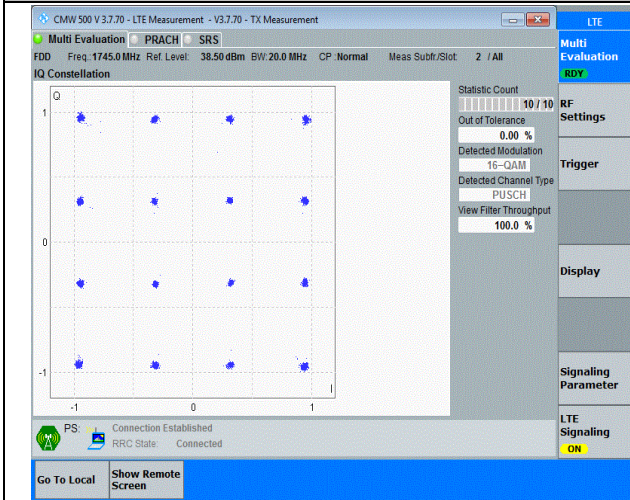 CMW 500 V 3.7.70 - LTE Measurement - V3.7.70 - TX Measurement
LTE
Multi Evaluation PRACH SRS
Multi
Evaluation
RDY
FDD Freq.:1745.0 MHz Ref. Level: 38.50 dBm BW: 20.0 MHz CP :Normal Meas Subfr./Slot: 2 / All
IQ Constellation
Statistic Count
10 / 10
Out of Tolerance
0.00 %
Detected Modulation
16-QAM
Detected Channel Type
PUSCH
View Filter Throughput
100.0 %
RF
Settings
Trigger
Display
Signaling
Parameter
LTE
Signaling
ON
Q
1
0
-1
I
-1 0 1
PS: Connection Established
RRC State: Connected
Go To Local
Show Remote
Screen